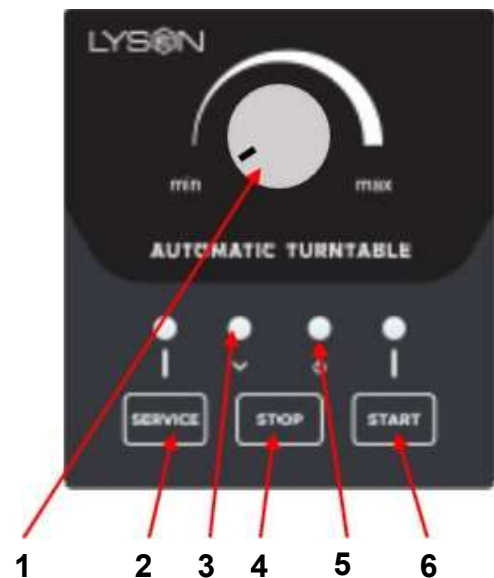 LYSON
min max
AUTOMATIC TURNTABLE
SERVICE STOP START
1 2 3 4 5 6